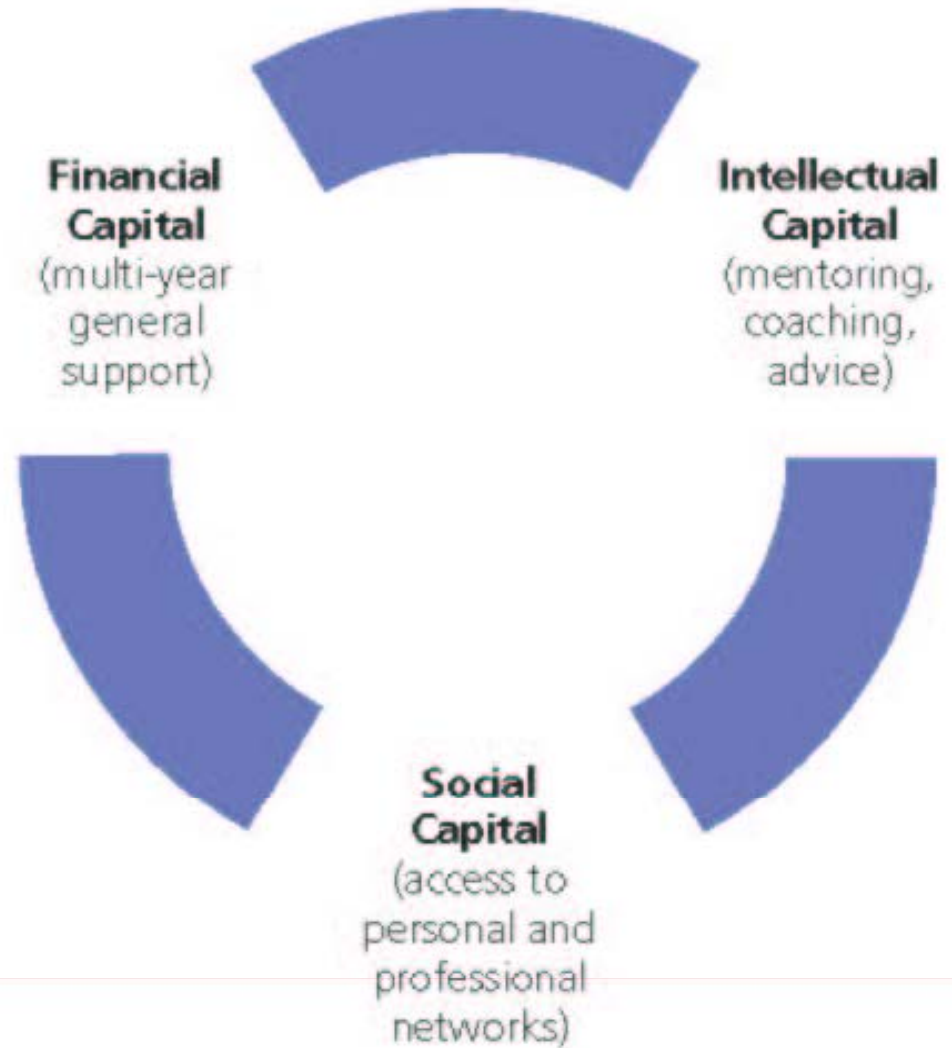 Financial
Capital
(multi-year
general
support)
Intellectual
Capital
(mentoring,
coaching,
advice)
Social
Capital
(access to
personal and
professional
networks)